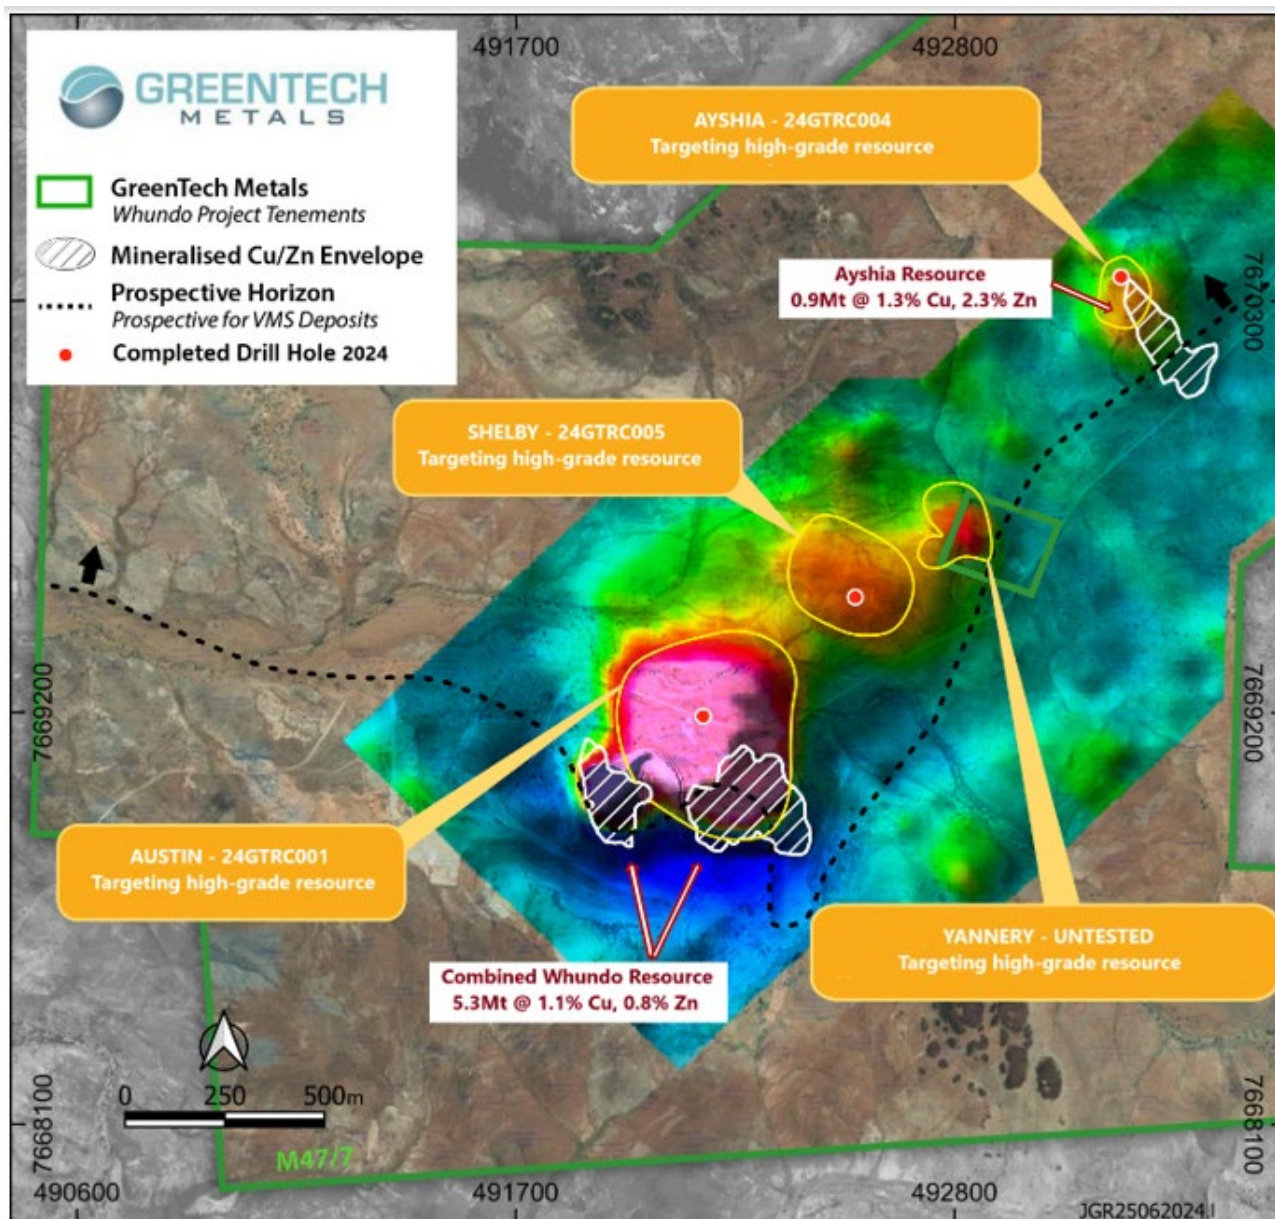 491700
492800
GREENTECH
METALS
GreenTech Metals
Whundo Project Tenements
Mineralised Cu/Zn Envelope
Prospective Horizon
Prospective for VMS Deposits
Completed Drill Hole 2024
AYSHIA - 24GTRC004
Targeting high-grade resource
Ayshia Resource
0.9Mt @ 1.3% Cu, 2.3% Zn
7670300
SHELBY - 24GTRC005
Targeting high-grade resource
7669200
7669200
AUSTIN - 24GTRC001
Targeting high-grade resource
YANNERY - UNTESTED
Targeting high-grade resource
Combined Whundo Resource
5.3Mt @ 1.1% Cu, 0.8% Zn
0 250 500m
7668100
7668100
M47/7
490600
491700
492800
JGR25062024.I